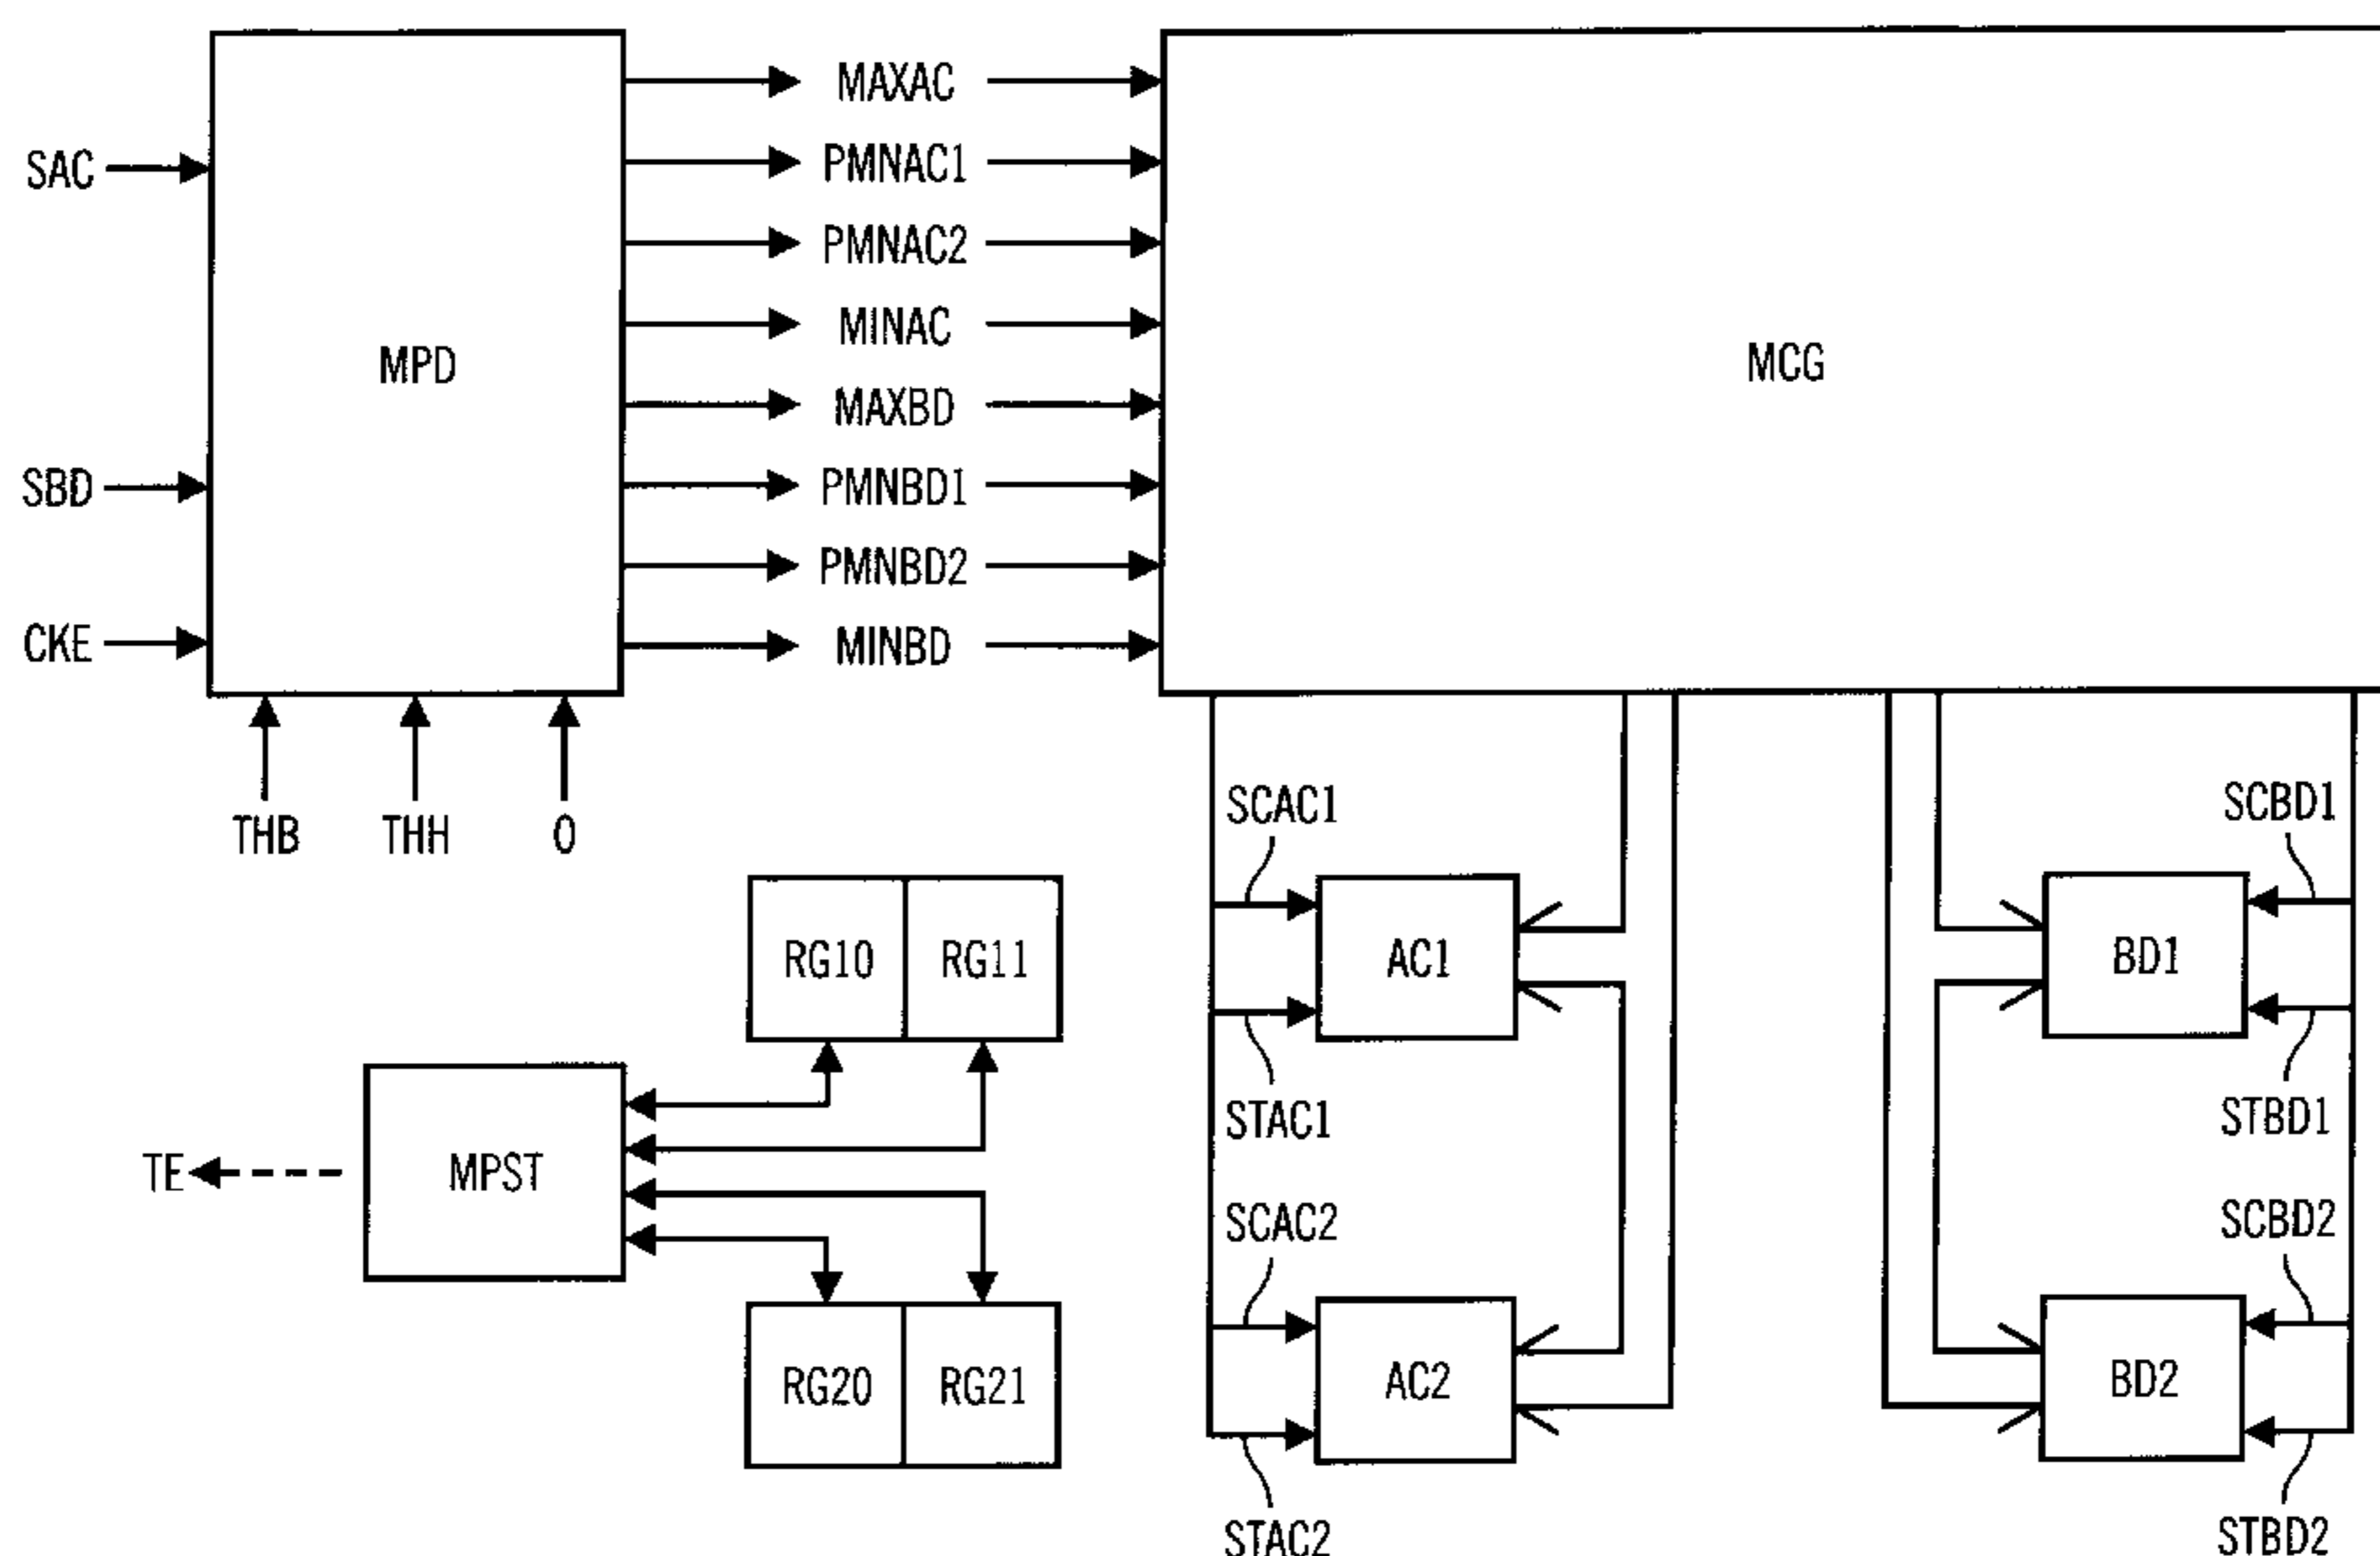 MAXAC
SAC
PMNAC1
PMNAC2
MINAC
MPD
MCG
MAXBD
SBD
PMNBD1
PMNBD2
CKE
MINBD
THB
THH
0
SCAC1
SCBD1
RG10
RG11
AC1
BD1
STAC1
STBD1
TE
MPST
SCAC2
SCBD2
RG20
RG21
AC2
BD2
STAC2
STBD2